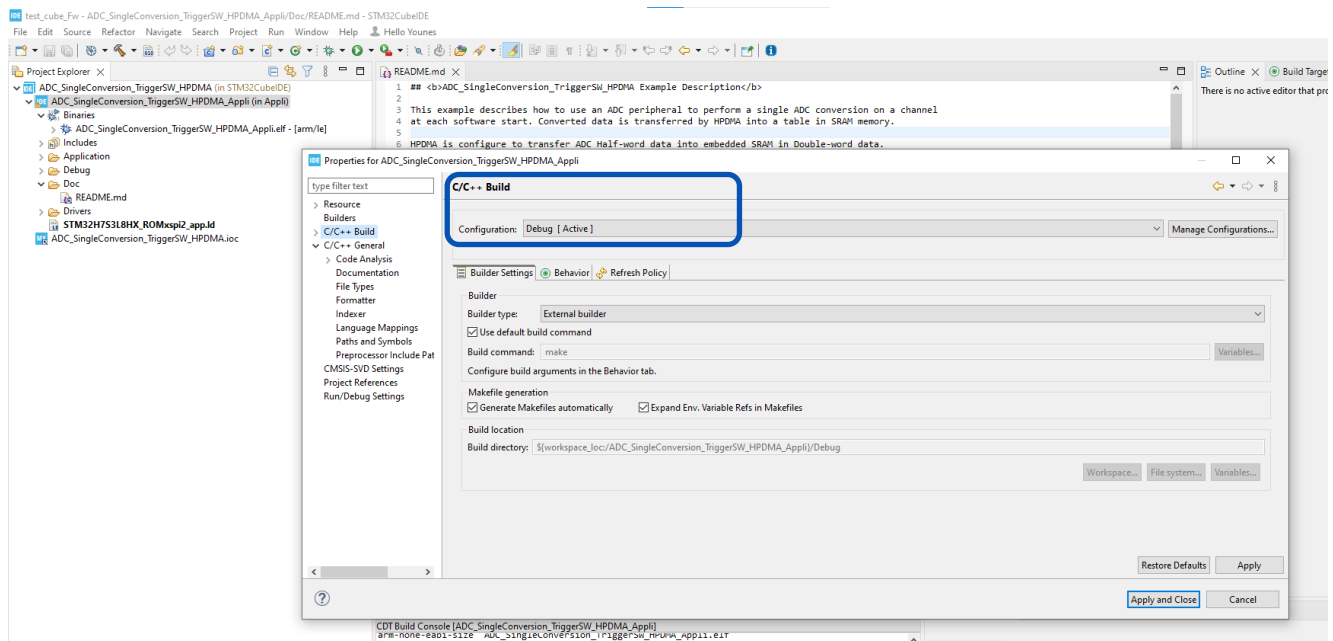 test_cube_Fw - ADC_SingleConversion_TriggerSW_HPDMA_Appli/Doc/README.md - STM32CubeIDE
File Edit Source Refactor Navigate Search Project Run Window Help Hello Younes
Project Explorer
ADC_SingleConversion_TriggerSW_HPDMA (in STM32CubeIDE)
ADC_SingleConversion_TriggerSW_HPDMA_Appli (in Appli)
Binaries
ADC_SingleConversion_TriggerSW_HPDMA_Appli.elf - [arm/le]
Includes
Application
Debug
Doc
README.md
Drivers
STM32H7S3L8HX_ROMxspi2_app.ld
ADC_SingleConversion_TriggerSW_HPDMA.ioc
README.md
1 ## <b>ADC_SingleConversion_TriggerSW_HPDMA Example Description</b>
2
3 This example describes how to use an ADC peripheral to perform a single ADC conversion on a channel
4 at each software start. Converted data is transferred by HPDMA into a table in SRAM memory.
5
6 HPDMA is configure to transfer ADC Half-word data into embedded SRAM in Double-word data.
Outline
Build Targe
There is no active editor that pro
IDE Properties for ADC_SingleConversion_TriggerSW_HPDMA_Appli
type filter text
Resource
Builders
C/C++ Build
C/C++ General
Code Analysis
Documentation
File Types
Formatter
Indexer
Language Mappings
Paths and Symbols
Preprocessor Include Pat
CMSIS-SVD Settings
Project References
Run/Debug Settings
C/C++ Build
Configuration: Debug [ Active ]
Manage Configurations...
Builder Settings Behavior Refresh Policy
Builder
Builder type: External builder
Use default build command
Build command: make
Variables...
Configure build arguments in the Behavior tab.
Makefile generation
Generate Makefiles automatically Expand Env. Variable Refs in Makefiles
Build location
Build directory: ${workspace_loc:/ADC_SingleConversion_TriggerSW_HPDMA_Appli}/Debug
Workspace... File system... Variables...
Restore Defaults Apply
Apply and Close Cancel
CDT Build Console [ADC_SingleConversion_TriggerSW_HPDMA_Appli]
arm-none-eabi-size ADC_SingleConversion_TriggerSW_HPDMA_Appli.elf